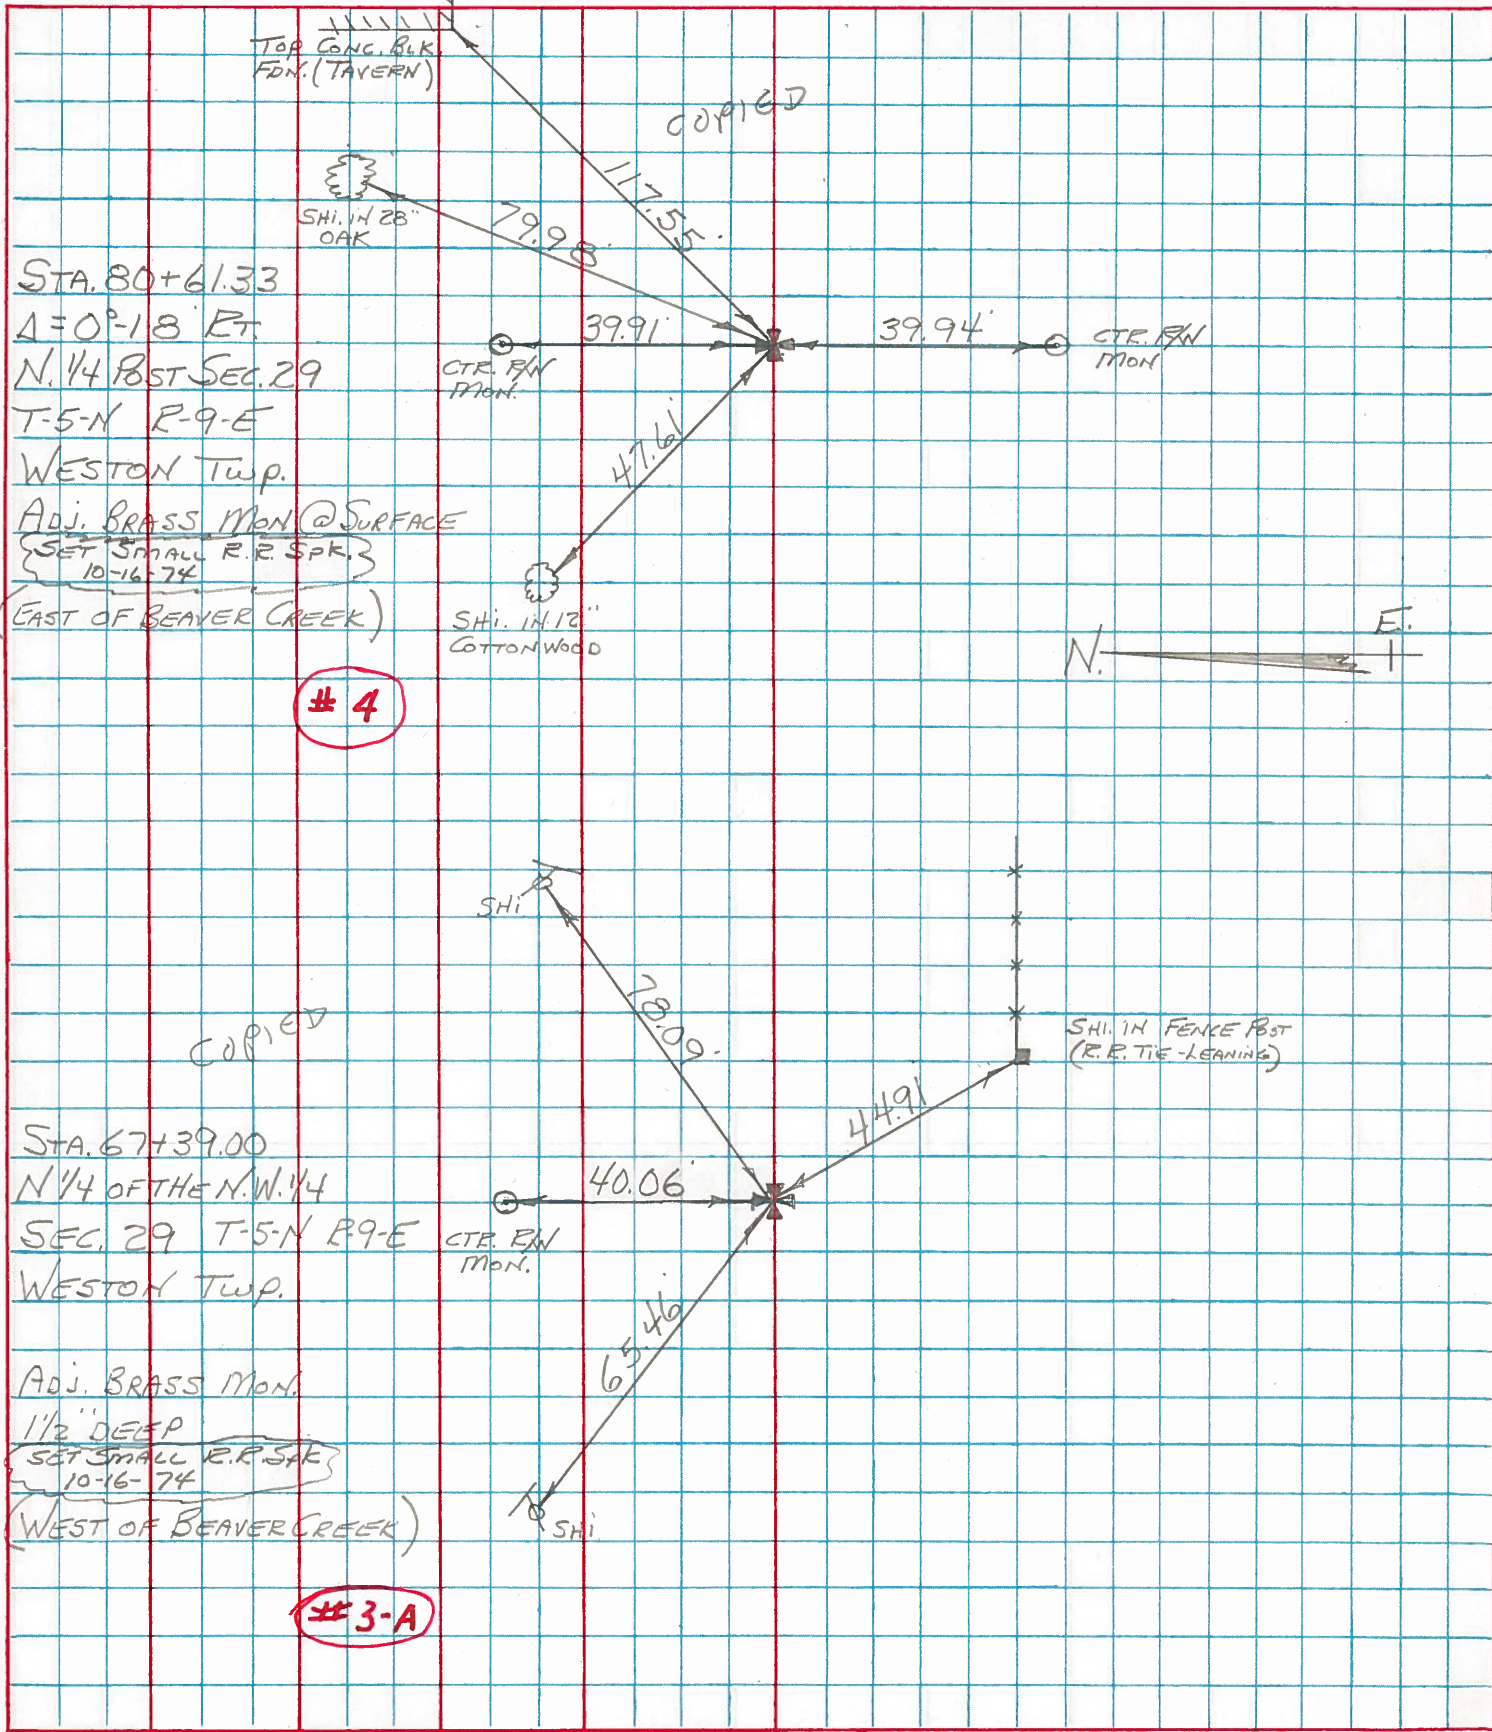 TOP CONC. BLK.
FDN. (TAVERN)
COPIED
117.55'
SHI. IN 28"
OAK
79.98'
STA. 80+61.33
Δ=0°-18' RT.
N. 1/4 POST SEC. 29
T-5-N R-9-E
WESTON TWP.
ADJ. BRASS MON @ SURFACE
SET SMALL R.R. SPK.
10-16-74
(EAST OF BEAVER CREEK)
39.91'
CTR. R/W
MON.
39.94'
CTR. R/W
MON
47.61'
SHI. IN 12"
COTTONWOOD
N.
E.
# 4
SHI.
78.09'
COPIED
SHI. IN FENCE POST
(R.R. TIE - LEANING)
44.91
STA. 67+39.00
N 1/4 OF THE N.W. 1/4
SEC. 29 T-5-N R-9-E
WESTON TWP.
40.06'
CTR. R/W
MON.
65.46'
ADJ. BRASS MON.
1 1/2" DEEP
SET SMALL R.R. SPK
10-16-74
(WEST OF BEAVER CREEK)
SHI.
# 3-A